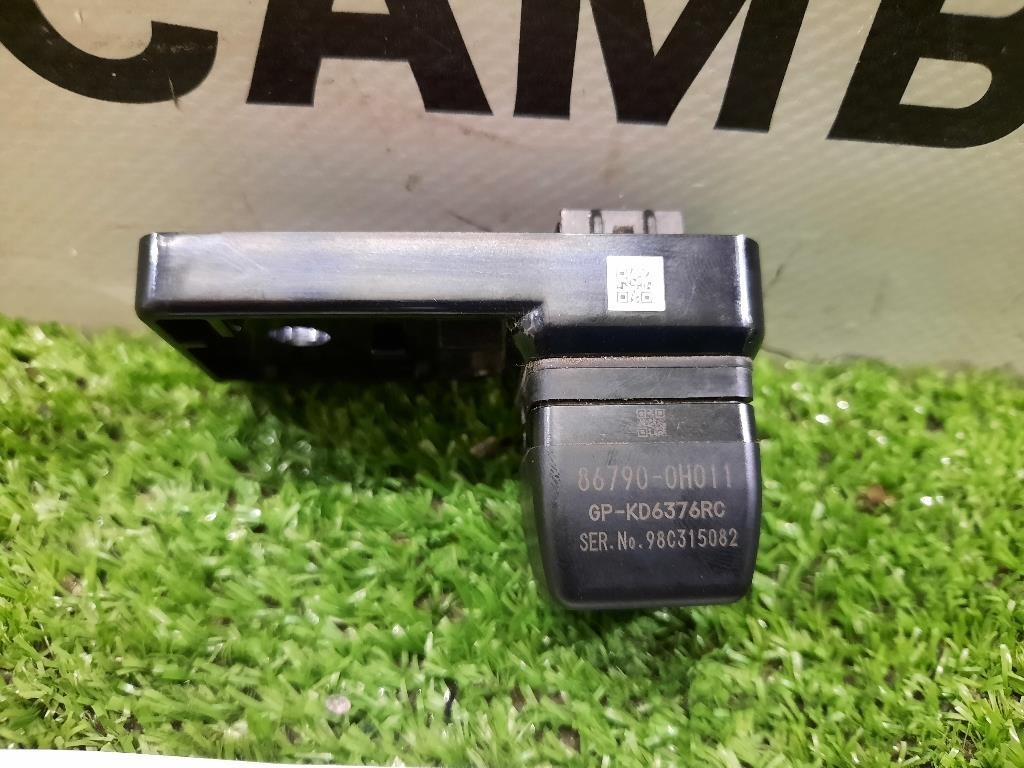 CAMB
86790-0H011
GP-KD6376RC
SER.No.98C315082